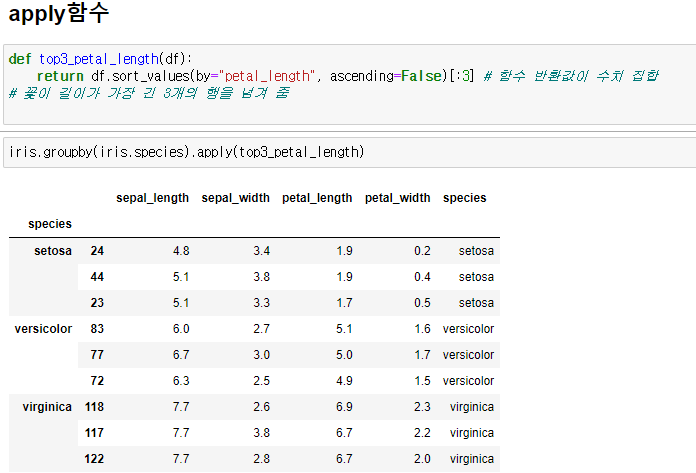 apply함수
def top3_petal_length(df):
    return df.sort_values(by="petal_length", ascending=False)[:3] # 함수 반환값이 수치 집합
# 꽃이 길이가 가장 긴 3개의 행을 넘겨 줌
iris.groupby(iris.species).apply(top3_petal_length)
sepal_length sepal_width petal_length petal_width species
species
setosa 24 4.8 3.4 1.9 0.2 setosa
44 5.1 3.8 1.9 0.4 setosa
23 5.1 3.3 1.7 0.5 setosa
versicolor 83 6.0 2.7 5.1 1.6 versicolor
77 6.7 3.0 5.0 1.7 versicolor
72 6.3 2.5 4.9 1.5 versicolor
virginica 118 7.7 2.6 6.9 2.3 virginica
117 7.7 3.8 6.7 2.2 virginica
122 7.7 2.8 6.7 2.0 virginica